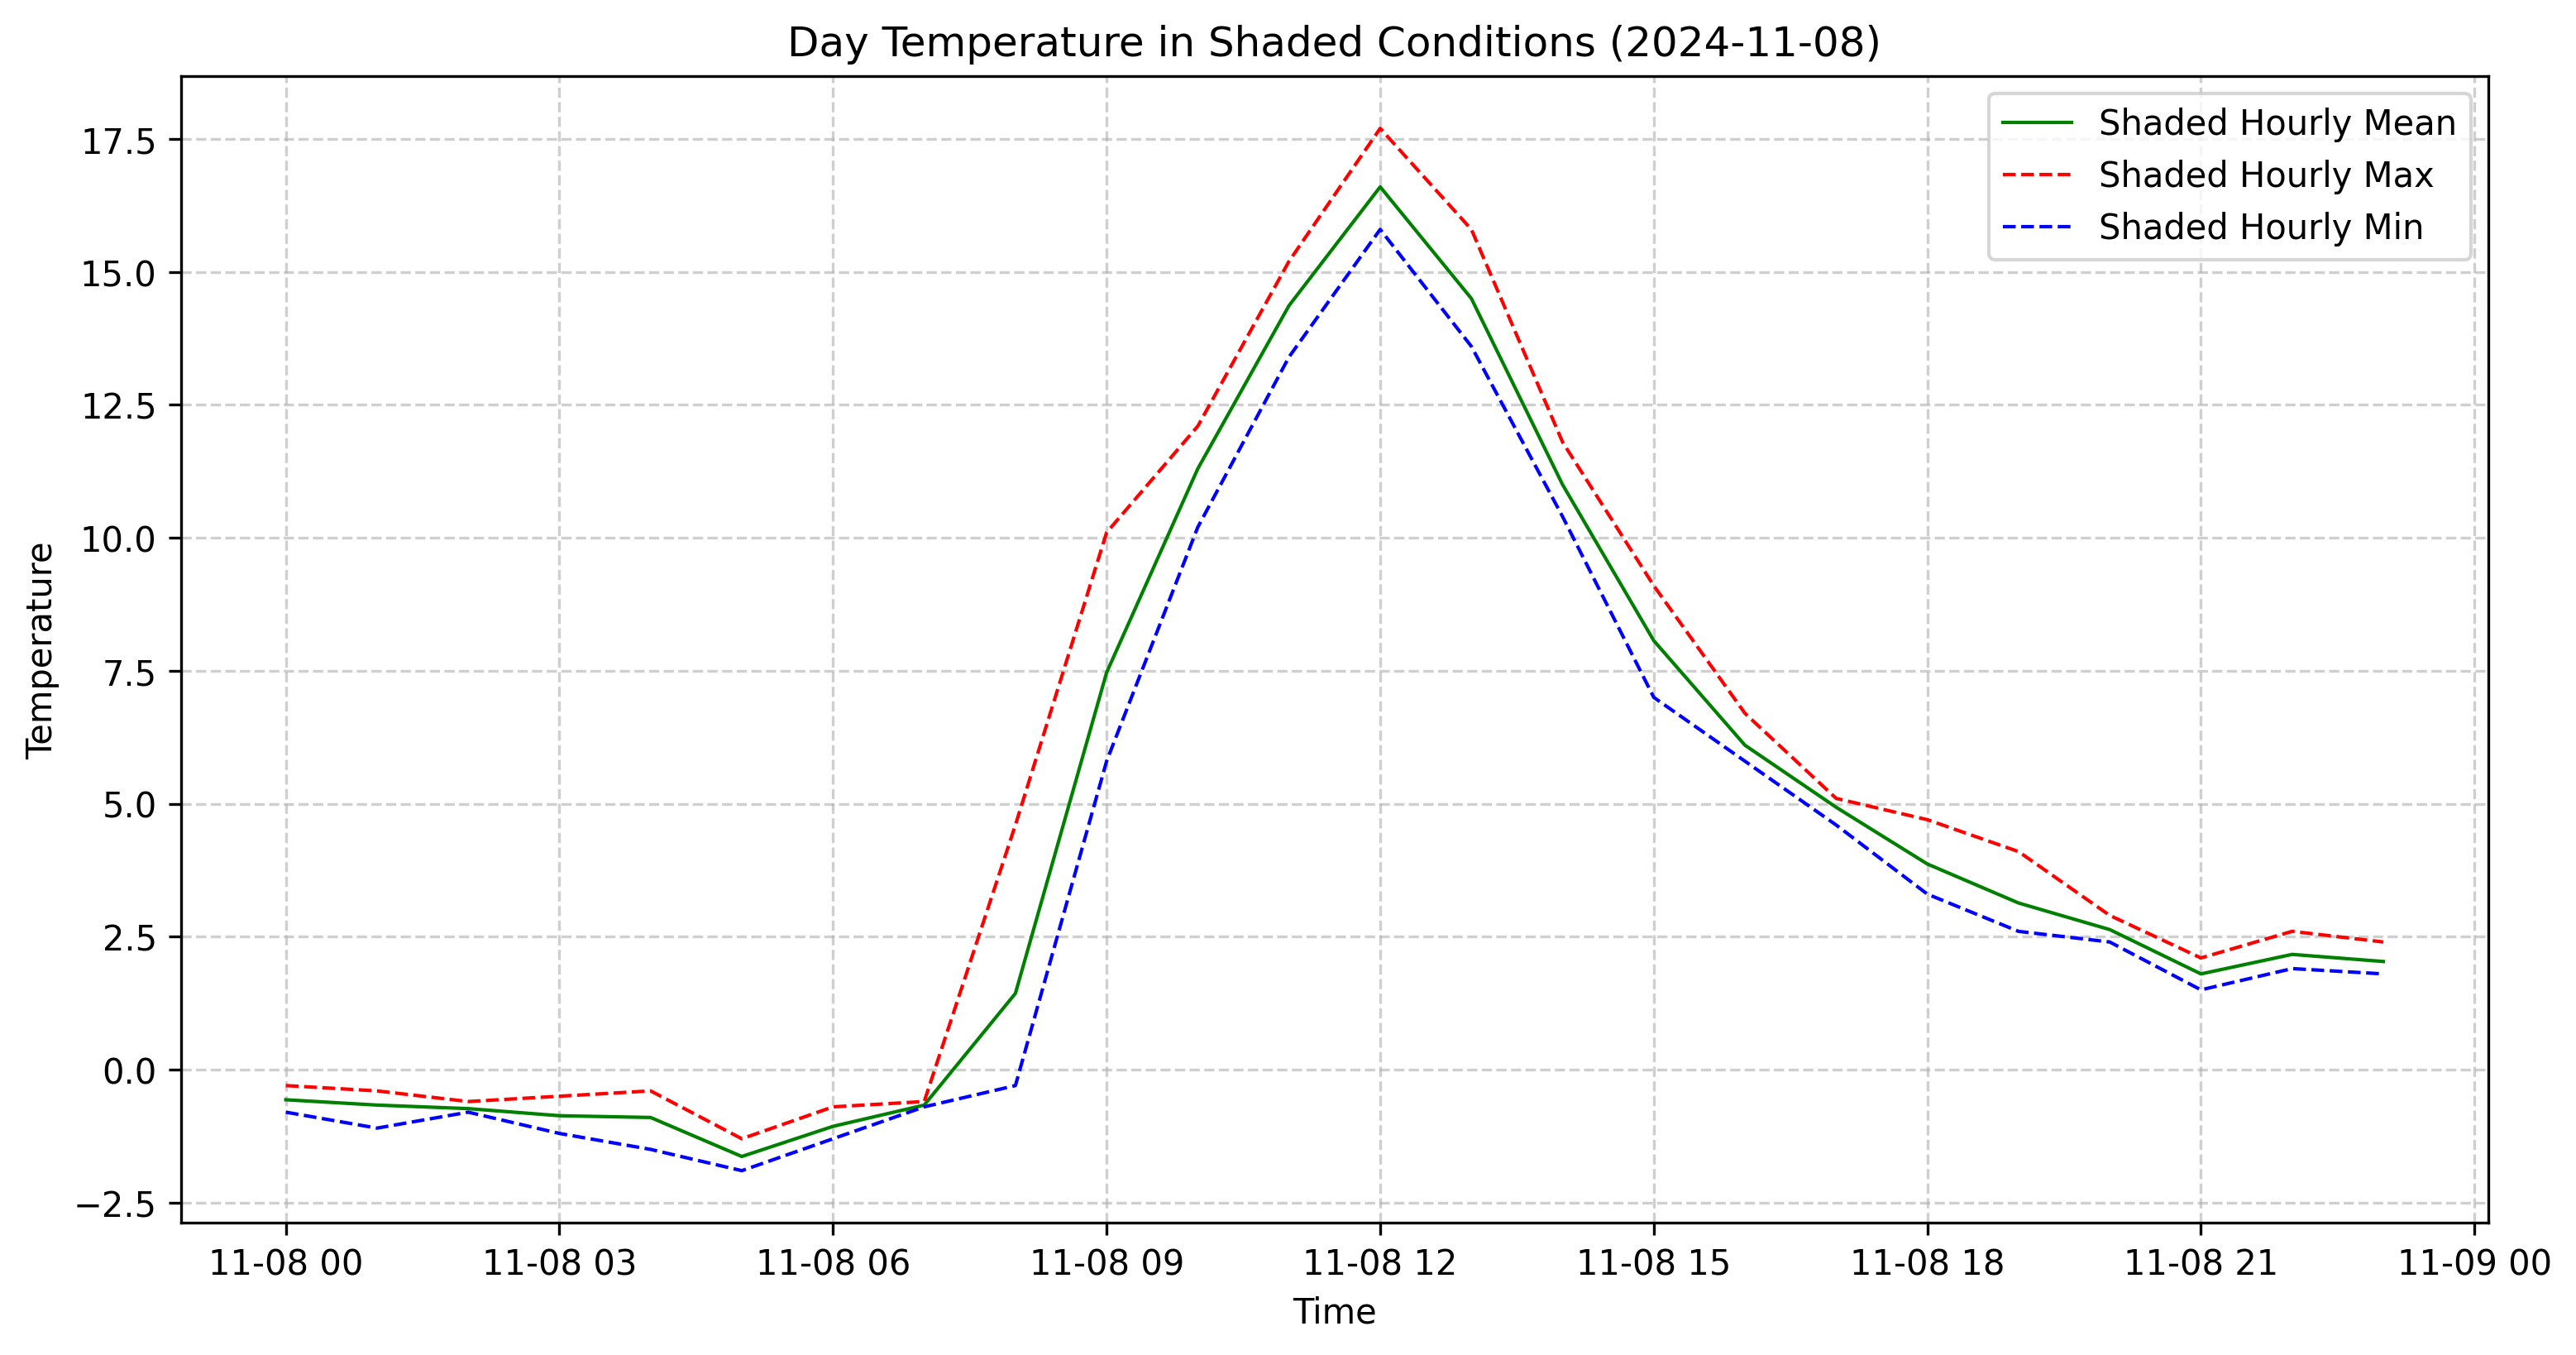 Day Temperature in Shaded Conditions (2024-11-08)
Shaded Hourly Mean
Shaded Hourly Max
Shaded Hourly Min
17.5
15.0
12.5
10.0
7.5
5.0
2.5
0.0
−2.5
Temperature
11-08 00 11-08 03 11-08 06 11-08 09 11-08 12 11-08 15 11-08 18 11-08 21 11-09 00
Time